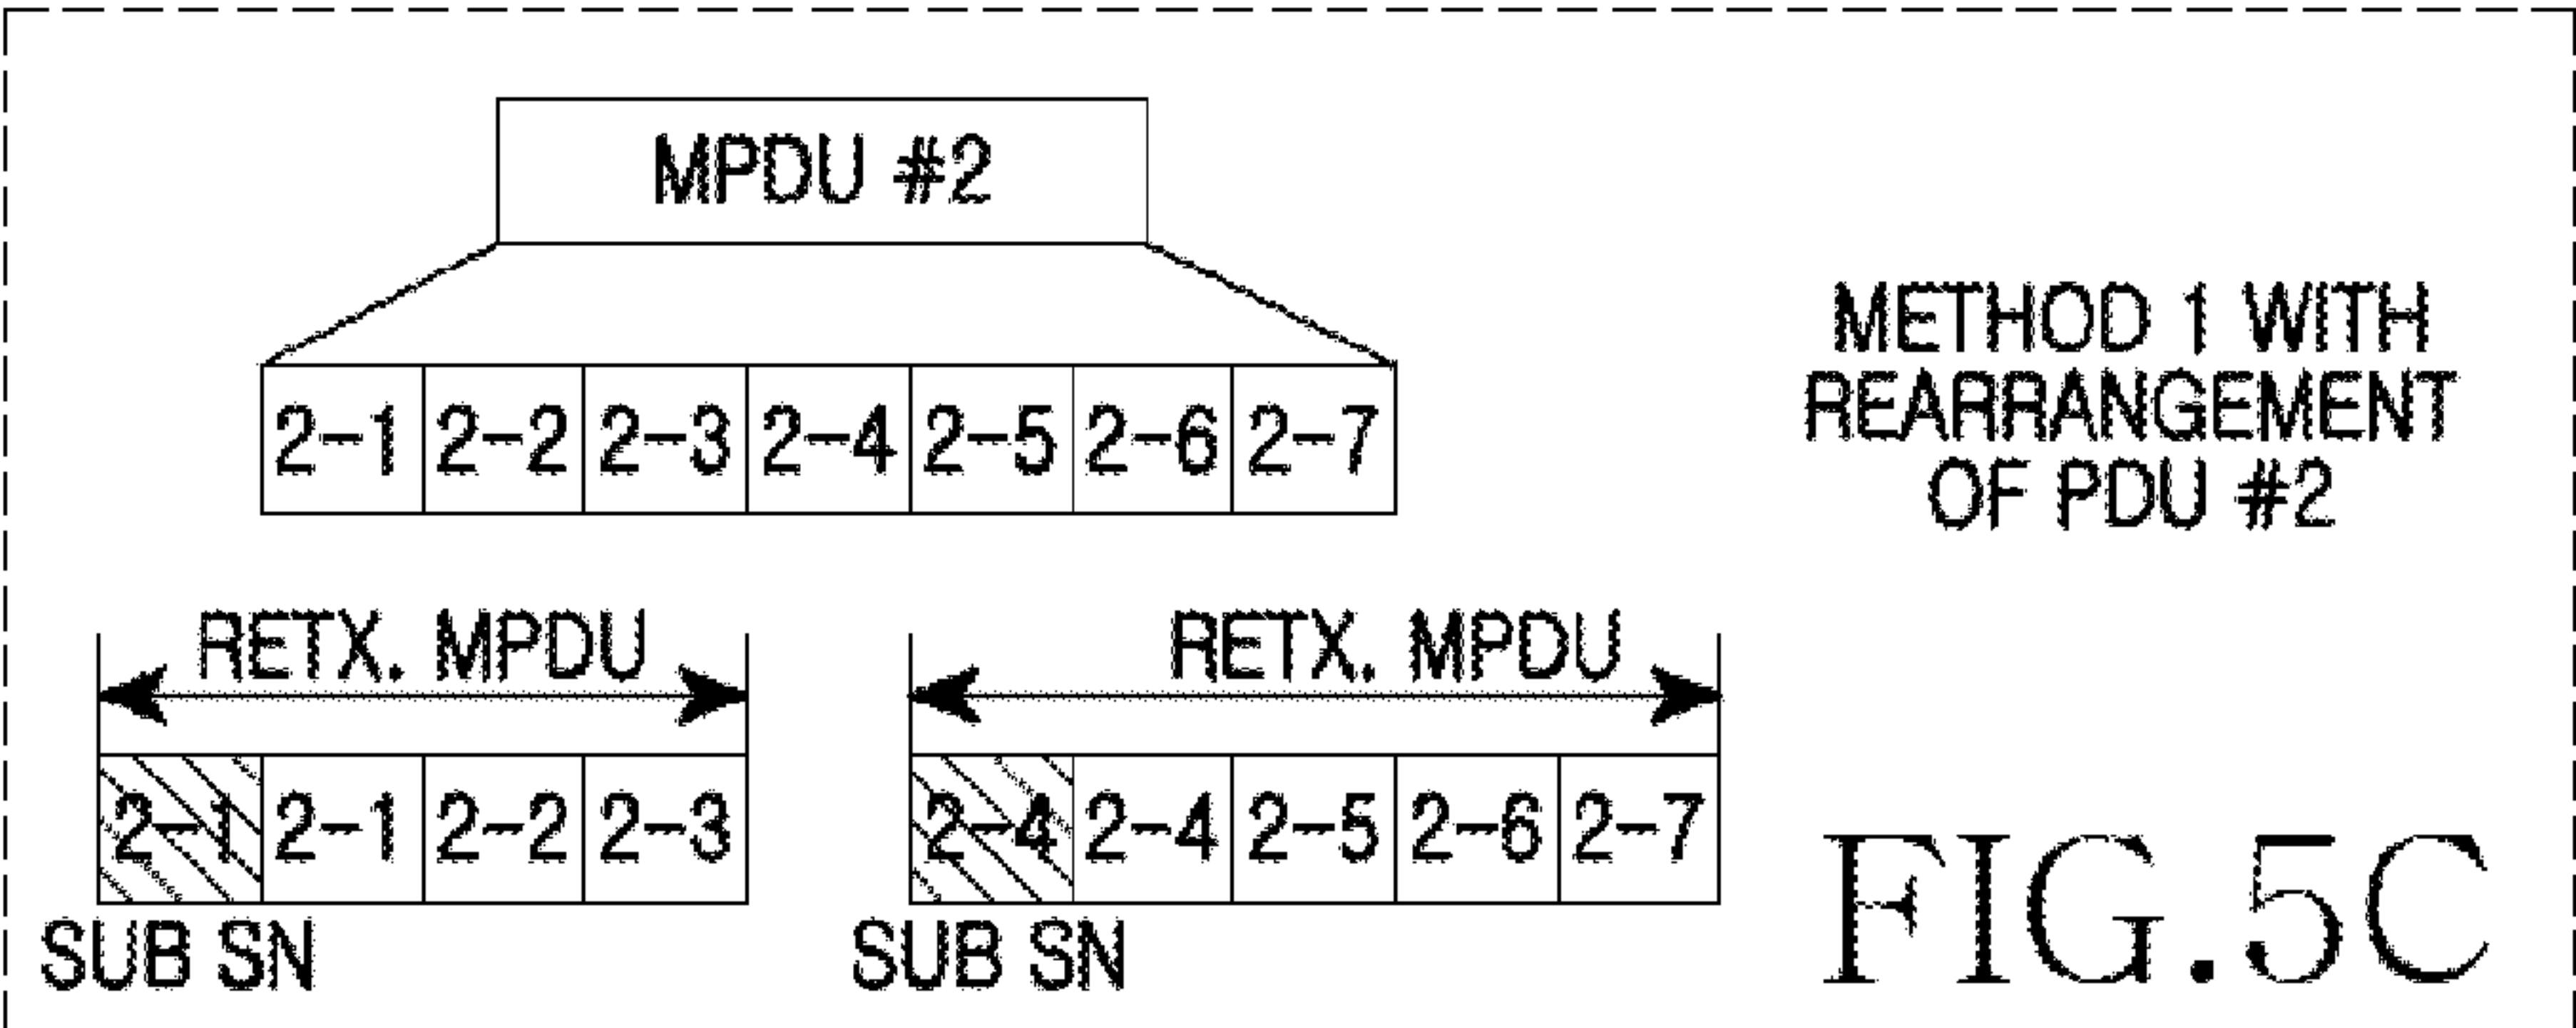 MPDU #2
2-1 2-2 2-3 2-4 2-5 2-6 2-7
METHOD 1 WITH
REARRANGEMENT
OF PDU #2
RETX. MPDU
RETX. MPDU
2-1 2-1 2-2 2-3
2-4 2-4 2-5 2-6 2-7
SUB SN
SUB SN
FIG.5C